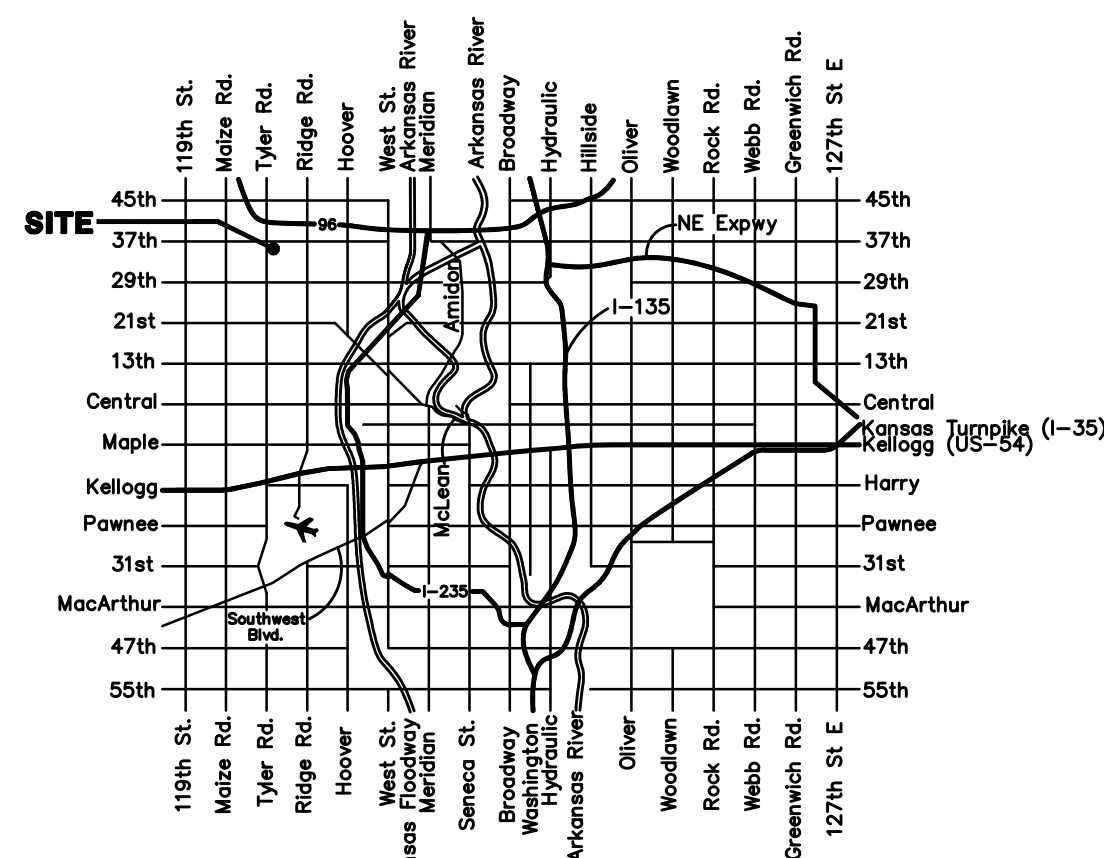 119th St.
Maize Rd.
Tyler Rd.
Ridge Rd.
Hoover
West St.
Arkansas River
Meridian
Arkansas River
Broadway
Hydraulic
Hillside
Oliver
Woodlawn
Rock Rd.
Webb Rd.
Greenwich Rd.
127th St E
45th
45th
SITE
96
NE Expwy
37th
37th
29th
29th
Amidon
I-135
21st
21st
13th
13th
Central
Central
Kansas Turnpike (I-35)
Maple
Kellogg (US-54)
Kellogg
Harry
McLean
Pawnee
Pawnee
31st
31st
I-235
MacArthur
MacArthur
Southwest
Blvd.
47th
47th
55th
55th
119th St.
Maize Rd.
Tyler Rd.
Ridge Rd.
Hoover
West St.
sas Floodway
Meridian
Seneca St.
Broadway
Washington
Hydraulic
Arkansas River
Oliver
Woodlawn
Rock Rd.
Webb Rd.
Greenwich Rd.
127th St E